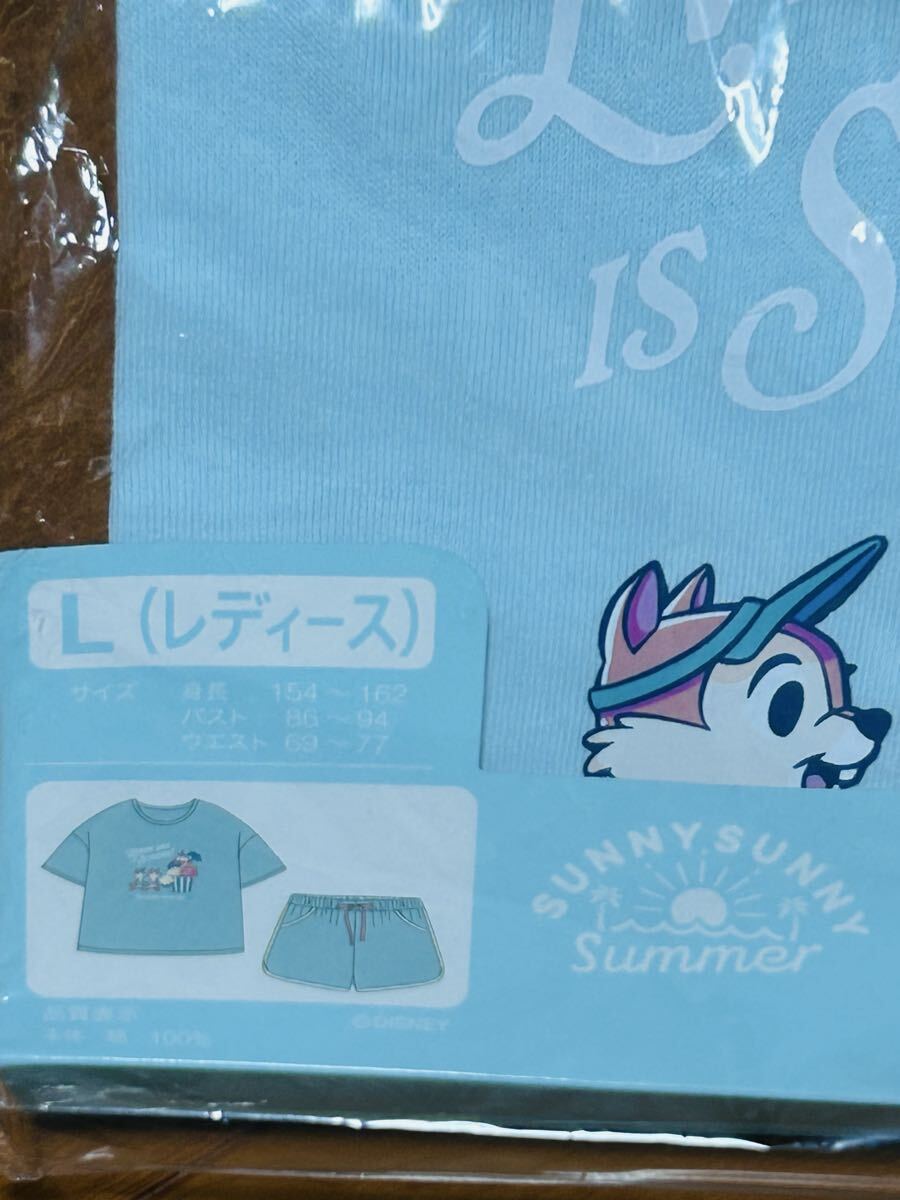 IS
L（レディース）
サイズ 身長 154～162
バスト 86～94
ウエスト 69～77
SUNNY SUNNY
Summer
品質表示
本体 綿 100%
©DISNEY